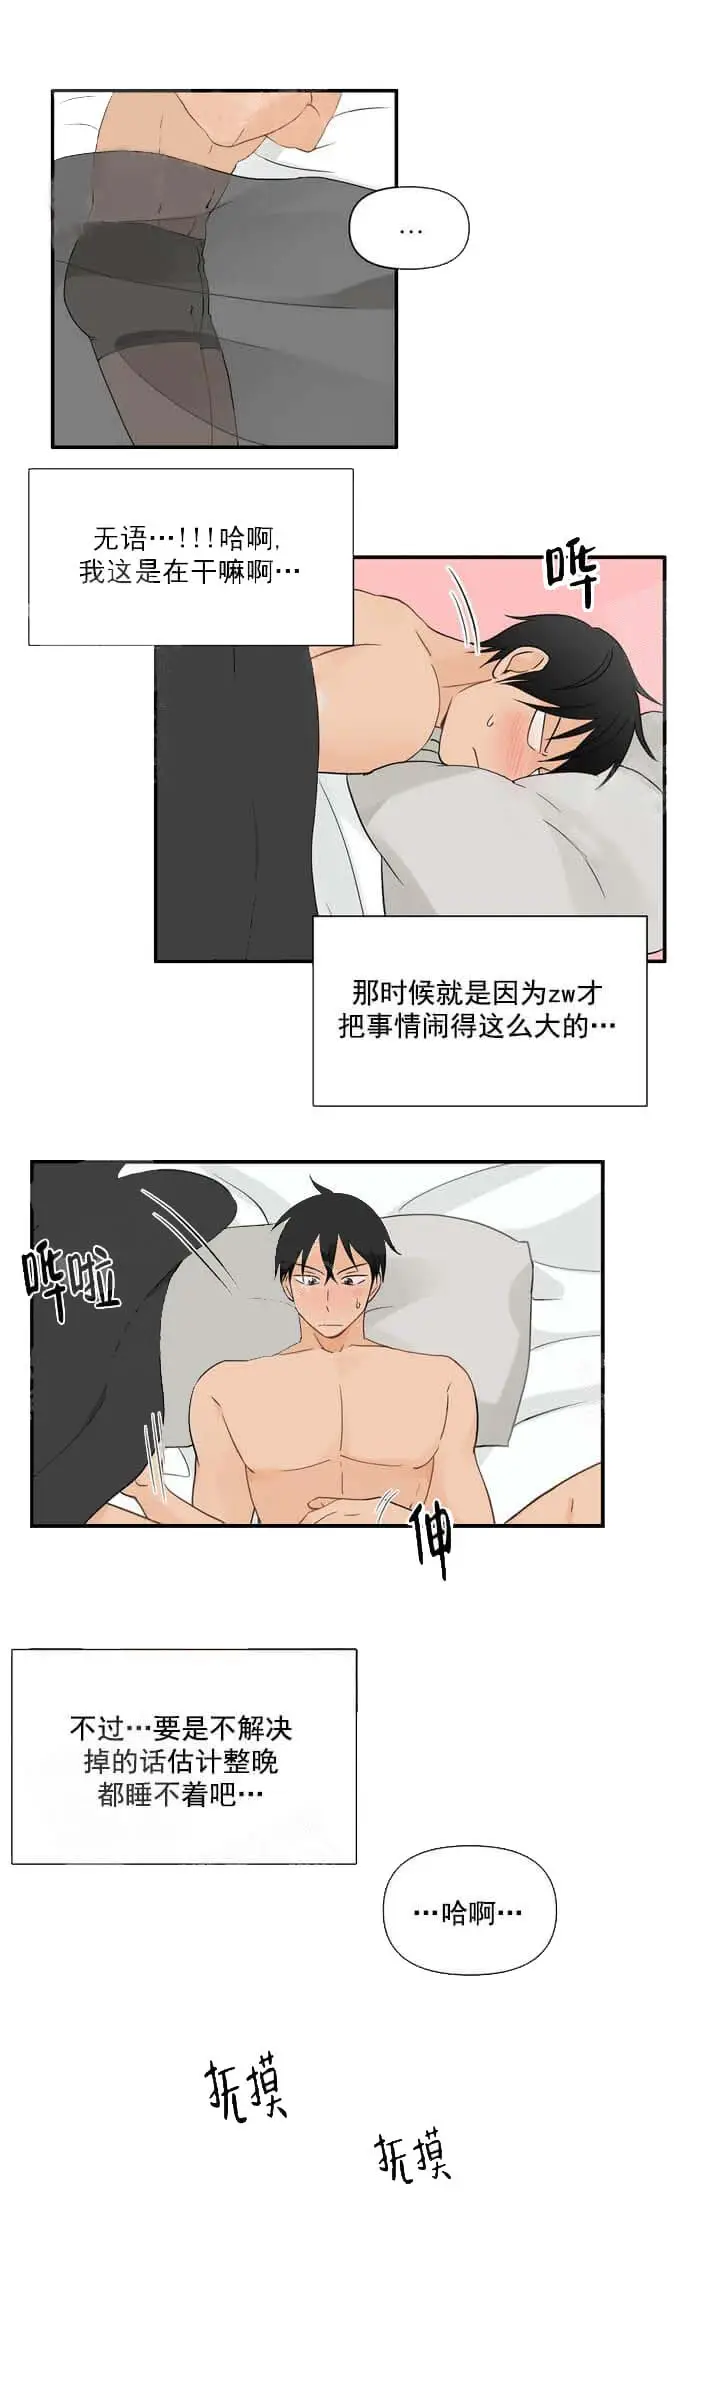 …
无语…!!!哈啊,
我这是在干嘛啊…
哗
那时候就是因为zw才
把事情闹得这么大的…
哗啦
伸
不过…要是不解决
掉的话估计整晚
都睡不着吧…
…哈啊…
抚摸
抚摸